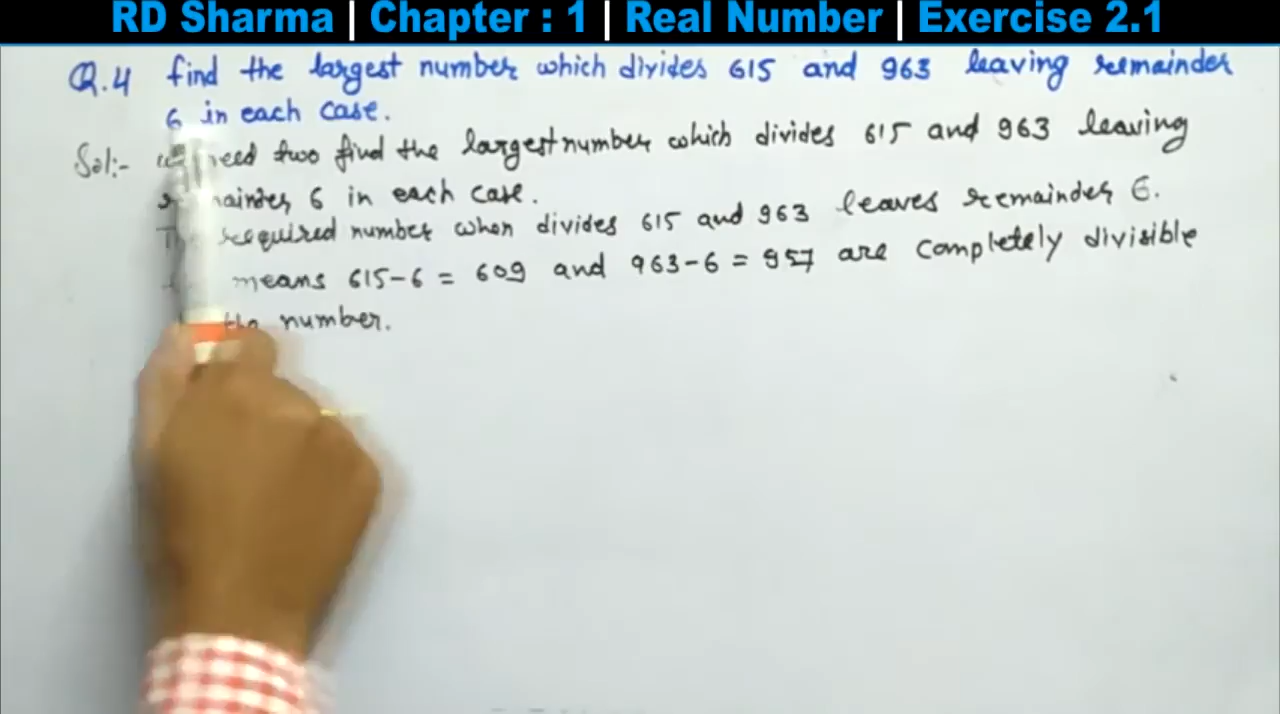 RD Sharma | Chapter : 1 | Real Number | Exercise 2.1
Q.4 find the largest number which divides 615 and 963 leaving remainder
6 in each case.
Sol:- need two find the largest number which divides 615 and 963 leaving
6 in each case.
required number when divides 615 and 963 leaves remainder 6.
means 615-6 = 609 and 963-6 = 957 are completely divisible
the number.